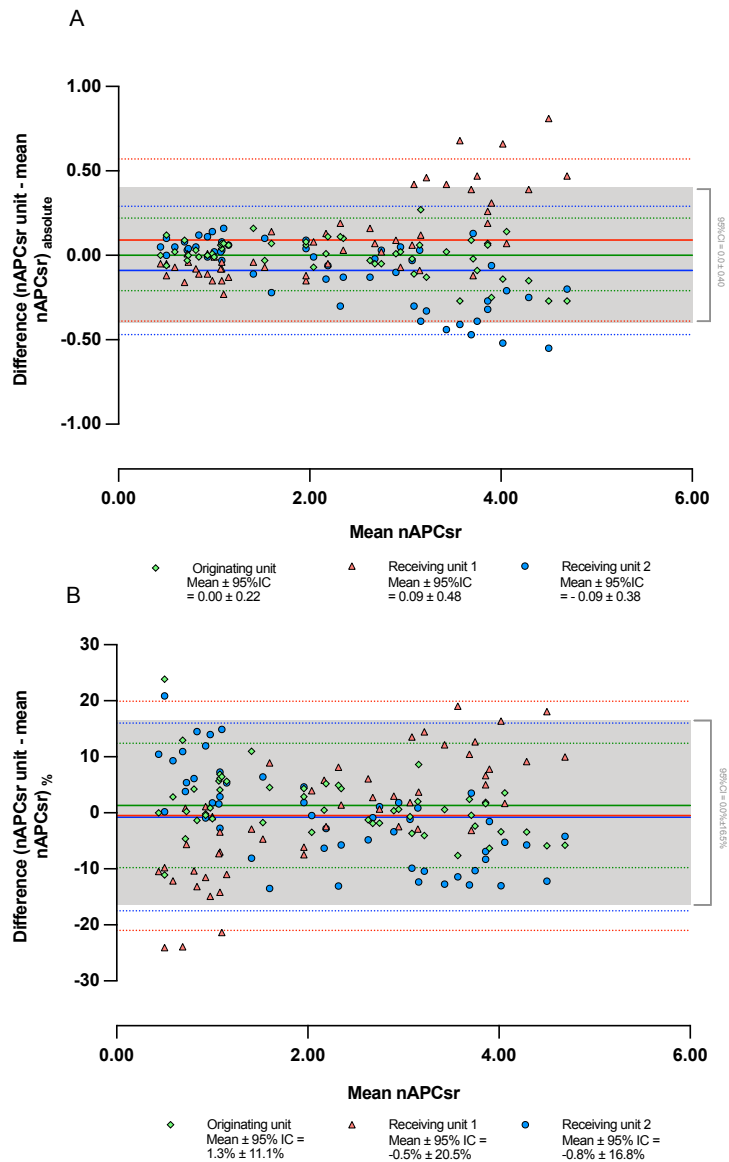 A
Difference (nAPCsr unit - mean
nAPCsr) absolute
1.00
0.50
0.00
-0.50
-1.00
95%CI = 0.0 ± 0.40
0.00
2.00
4.00
6.00
Mean nAPCsr
Originating unit
Mean ± 95%IC
= 0.00 ± 0.22
Receiving unit 1
Mean ± 95%IC
= 0.09 ± 0.48
Receiving unit 2
Mean ± 95%IC
= - 0.09 ± 0.38
B
Difference (nAPCsr unit - mean
nAPCsr) %
30
20
10
0
-10
-20
-30
95%CI = 0.0%±16.5%
0.00
2.00
4.00
6.00
Mean nAPCsr
Originating unit
Mean ± 95% IC =
1.3% ± 11.1%
Receiving unit 1
Mean ± 95% IC =
-0.5% ± 20.5%
Receiving unit 2
Mean ± 95% IC =
-0.8% ± 16.8%